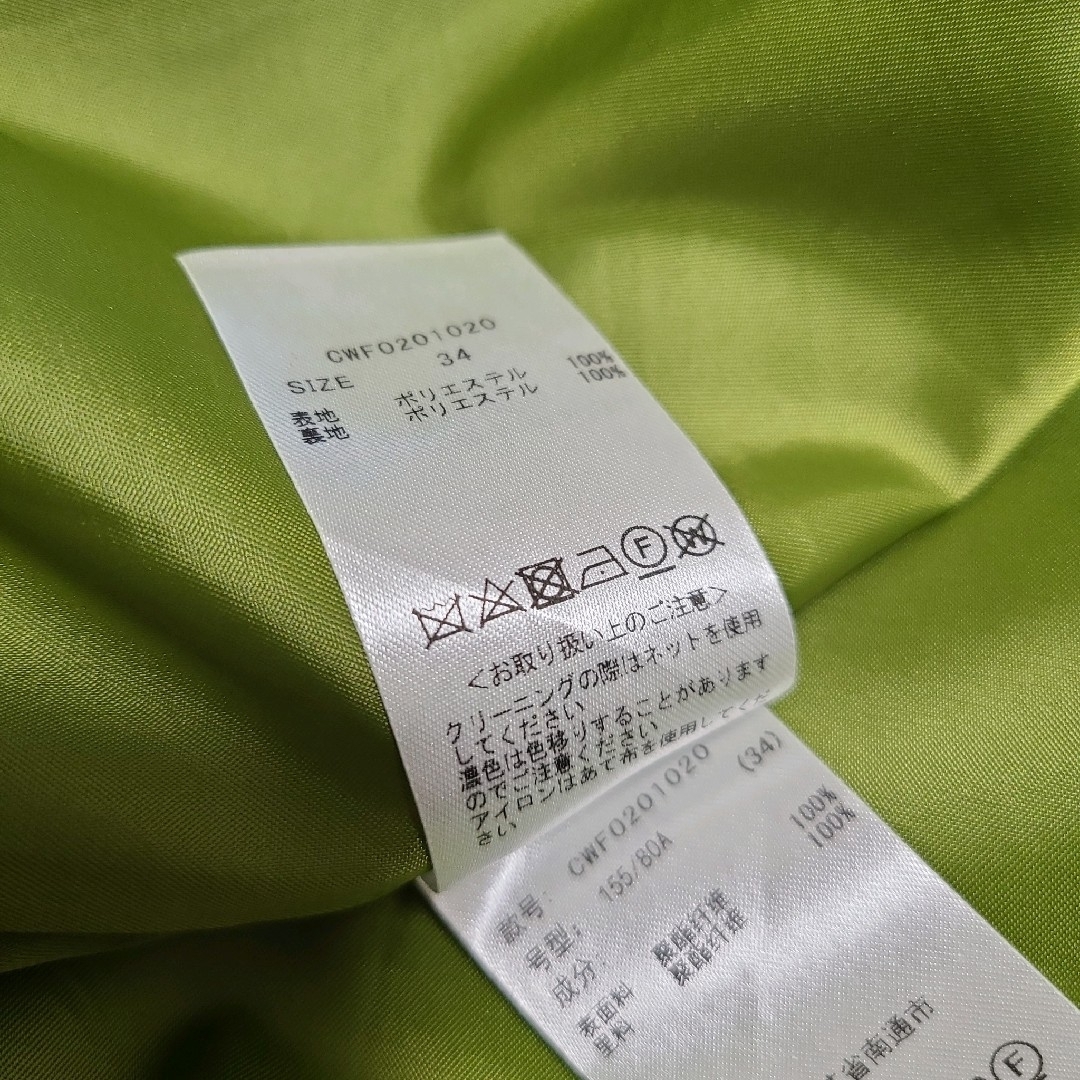 CWF0201020
SIZE 34
表地 ポリエステル 100%
裏地 ポリエステル 100%
F W
<お取り扱い上のご注意>
クリーニングの際はネットを使用
してください
濃色は色移りすることがあります
のでご注意ください
アイロンはあて布を使用してくだ
さい
款号: CWF0201020 (34)
号型: 155/80A
成分:
表面料 聚酯纤维 100%
里料 聚酯纤维 100%
省南通市
F